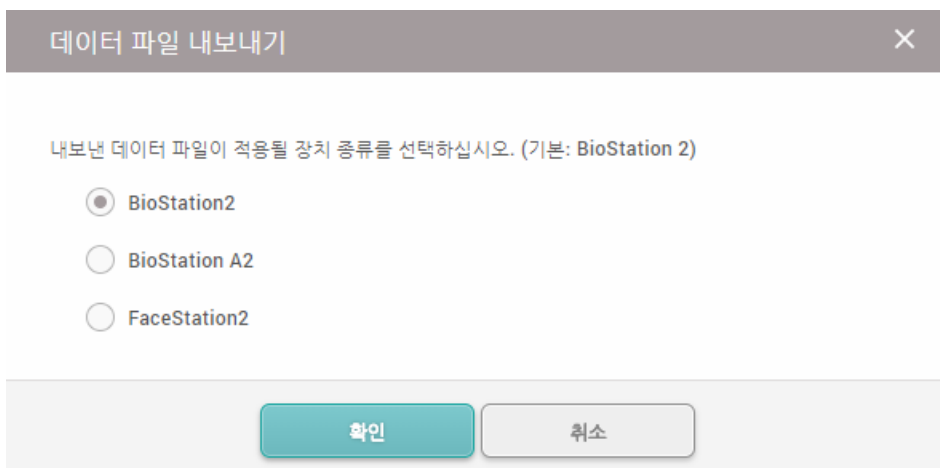 데이터 파일 내보내기
내보낸 데이터 파일이 적용될 장치 종류를 선택하십시오. (기본: BioStation 2)
BioStation2
BioStation A2
FaceStation2
확인
취소